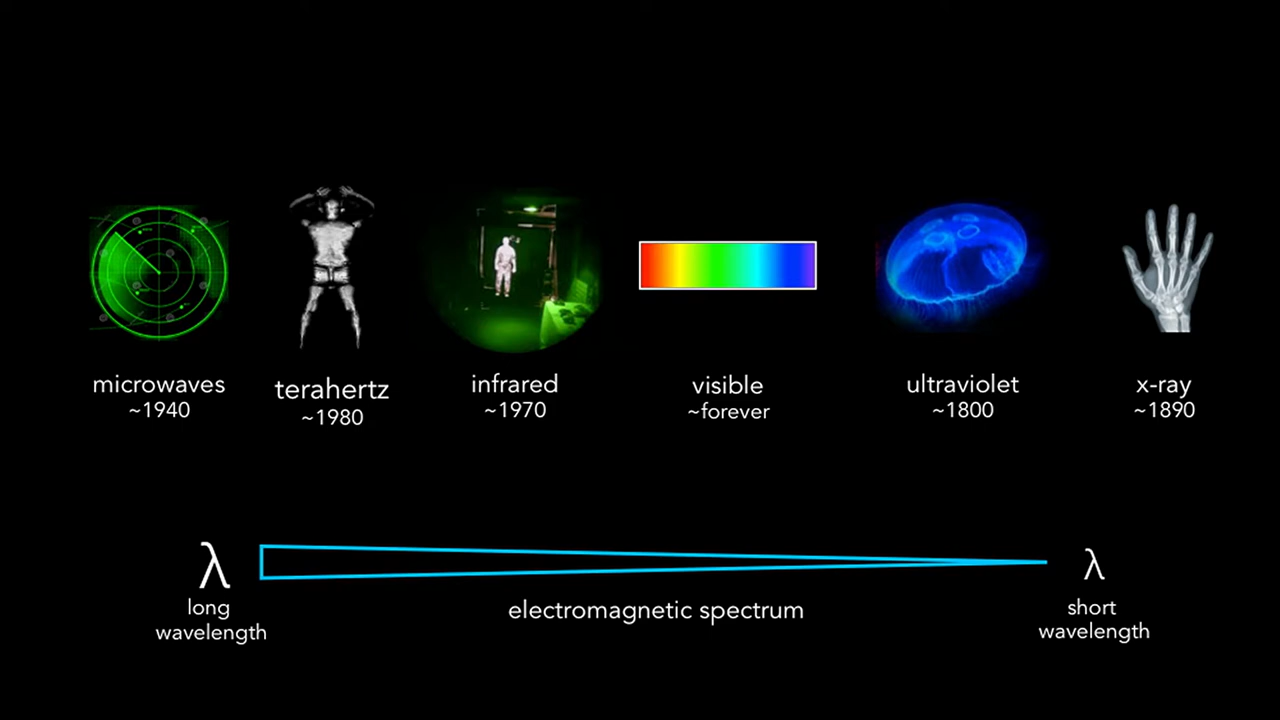 microwaves
~1940
terahertz
~1980
infrared
~1970
visible
~forever
ultraviolet
~1800
x-ray
~1890
λ
long
wavelength
electromagnetic spectrum
λ
short
wavelength